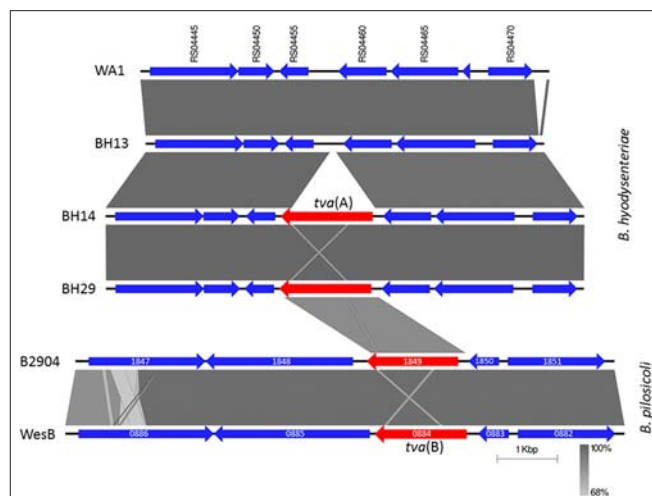 RS04445
RS04450
RS04455
RS04460
RS04465
RS04470
WA1
BH13
tva(A)
BH14
BH29
B. hyodysenteriae
B2904
1847
1848
1849
1850
1851
WesB
0886
0885
0884
0883
0882
tva(B)
B. pilosicoli
1 Kbp
100%
68%